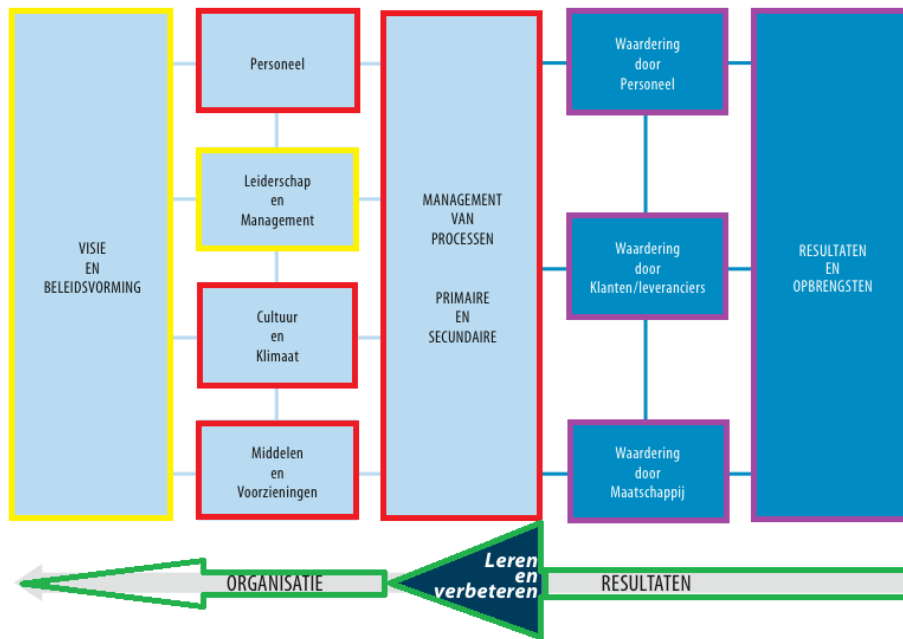 VISIE
EN
BELEIDSVORMING
Personeel
Leiderschap
en
Management
Cultuur
en
Klimaat
Middelen
en
Voorzieningen
MANAGEMENT
VAN
PROCESSEN
PRIMAIRE
EN
SECUNDAIRE
Waardering
door
Personeel
Waardering
door
Klanten/leveranciers
Waardering
door
Maatschappij
RESULTATEN
EN
OPBRENGSTEN
ORGANISATIE
Leren
en
verbeteren
RESULTATEN